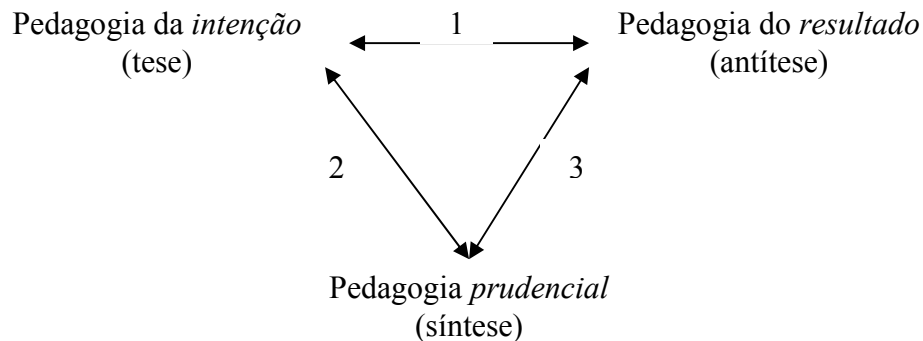 Pedagogia da intenção
(tese)
1
Pedagogia do resultado
(antítese)
2
3
Pedagogia prudencial
(síntese)